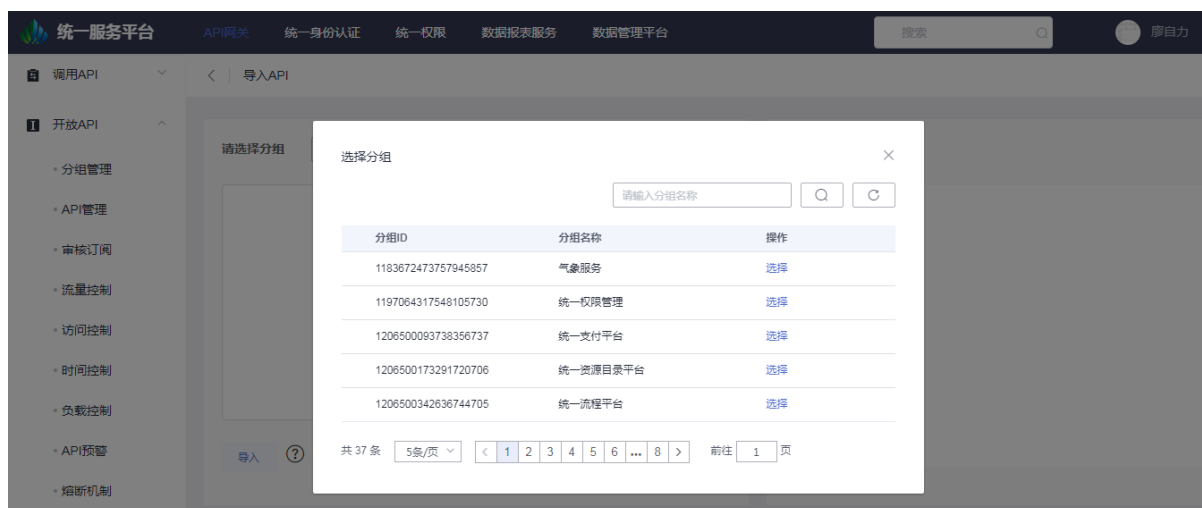 统一服务平台
API网关 统一身份认证 统一权限 数据报表服务 数据管理平台 搜索 廖自力
调用API
导入API
开放API
请选择分组
分组管理
API管理
审核订阅
流量控制
访问控制
时间控制
负载控制
API预警
熔断机制
选择分组
请输入分组名称
分组ID 分组名称 操作
1183672473757945857 气象服务 选择
1197064317548105730 统一权限管理 选择
1206500093738356737 统一支付平台 选择
1206500173291720706 统一资源目录平台 选择
1206500342636744705 统一流程平台 选择
共 37 条 5条/页 < 1 2 3 4 5 6 ... 8 > 前往 1 页
导入 ?